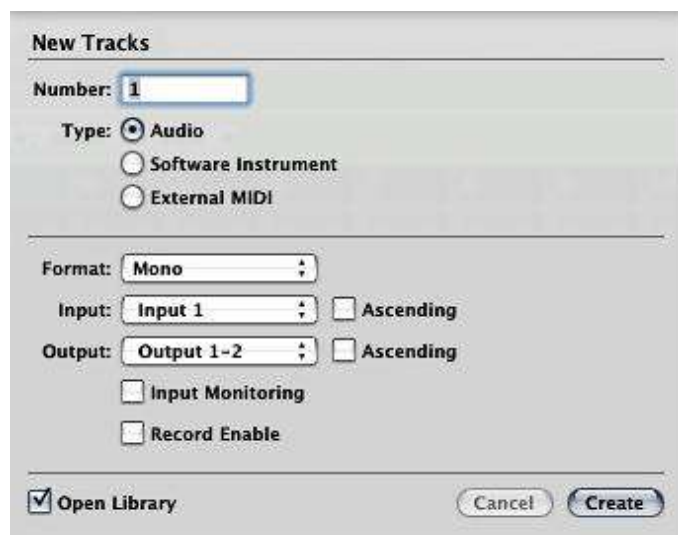 New Tracks
Number: 1
Type: Audio
Software Instrument
External MIDI
Format: Mono
Input: Input 1 Ascending
Output: Output 1-2 Ascending
Input Monitoring
Record Enable
Open Library Cancel Create